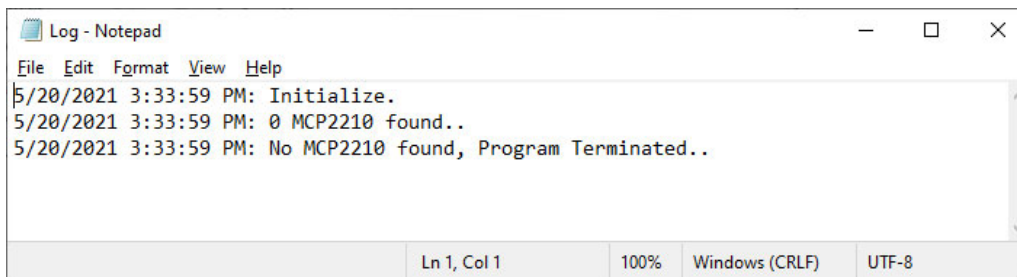 Log - Notepad
File Edit Format View Help
5/20/2021 3:33:59 PM: Initialize.
5/20/2021 3:33:59 PM: 0 MCP2210 found..
5/20/2021 3:33:59 PM: No MCP2210 found, Program Terminated..
Ln 1, Col 1 100% Windows (CRLF) UTF-8